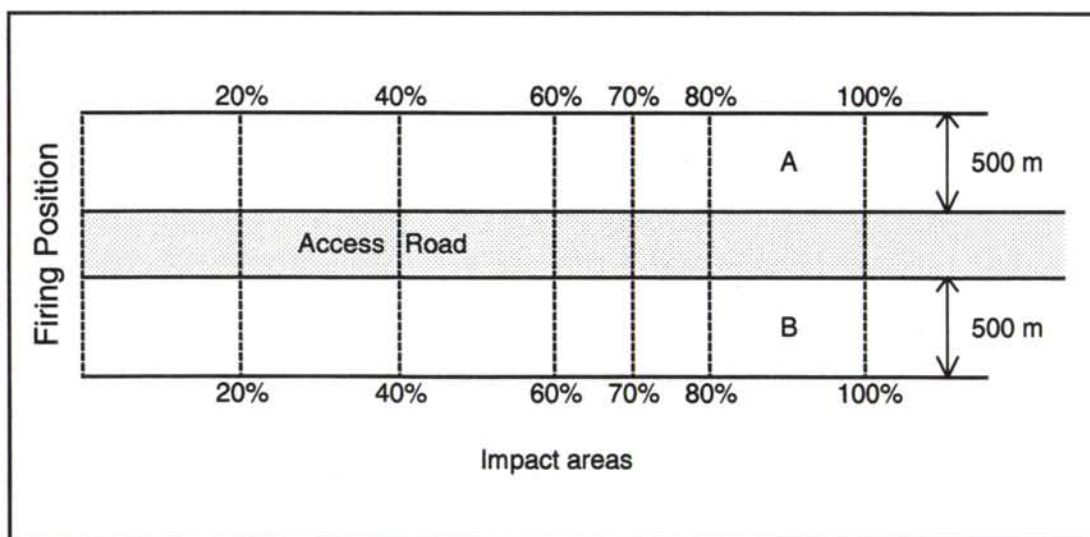 20% 40% 60% 70% 80% 100%
A 500 m
Firing Position
Access Road
B 500 m
20% 40% 60% 70% 80% 100%
Impact areas